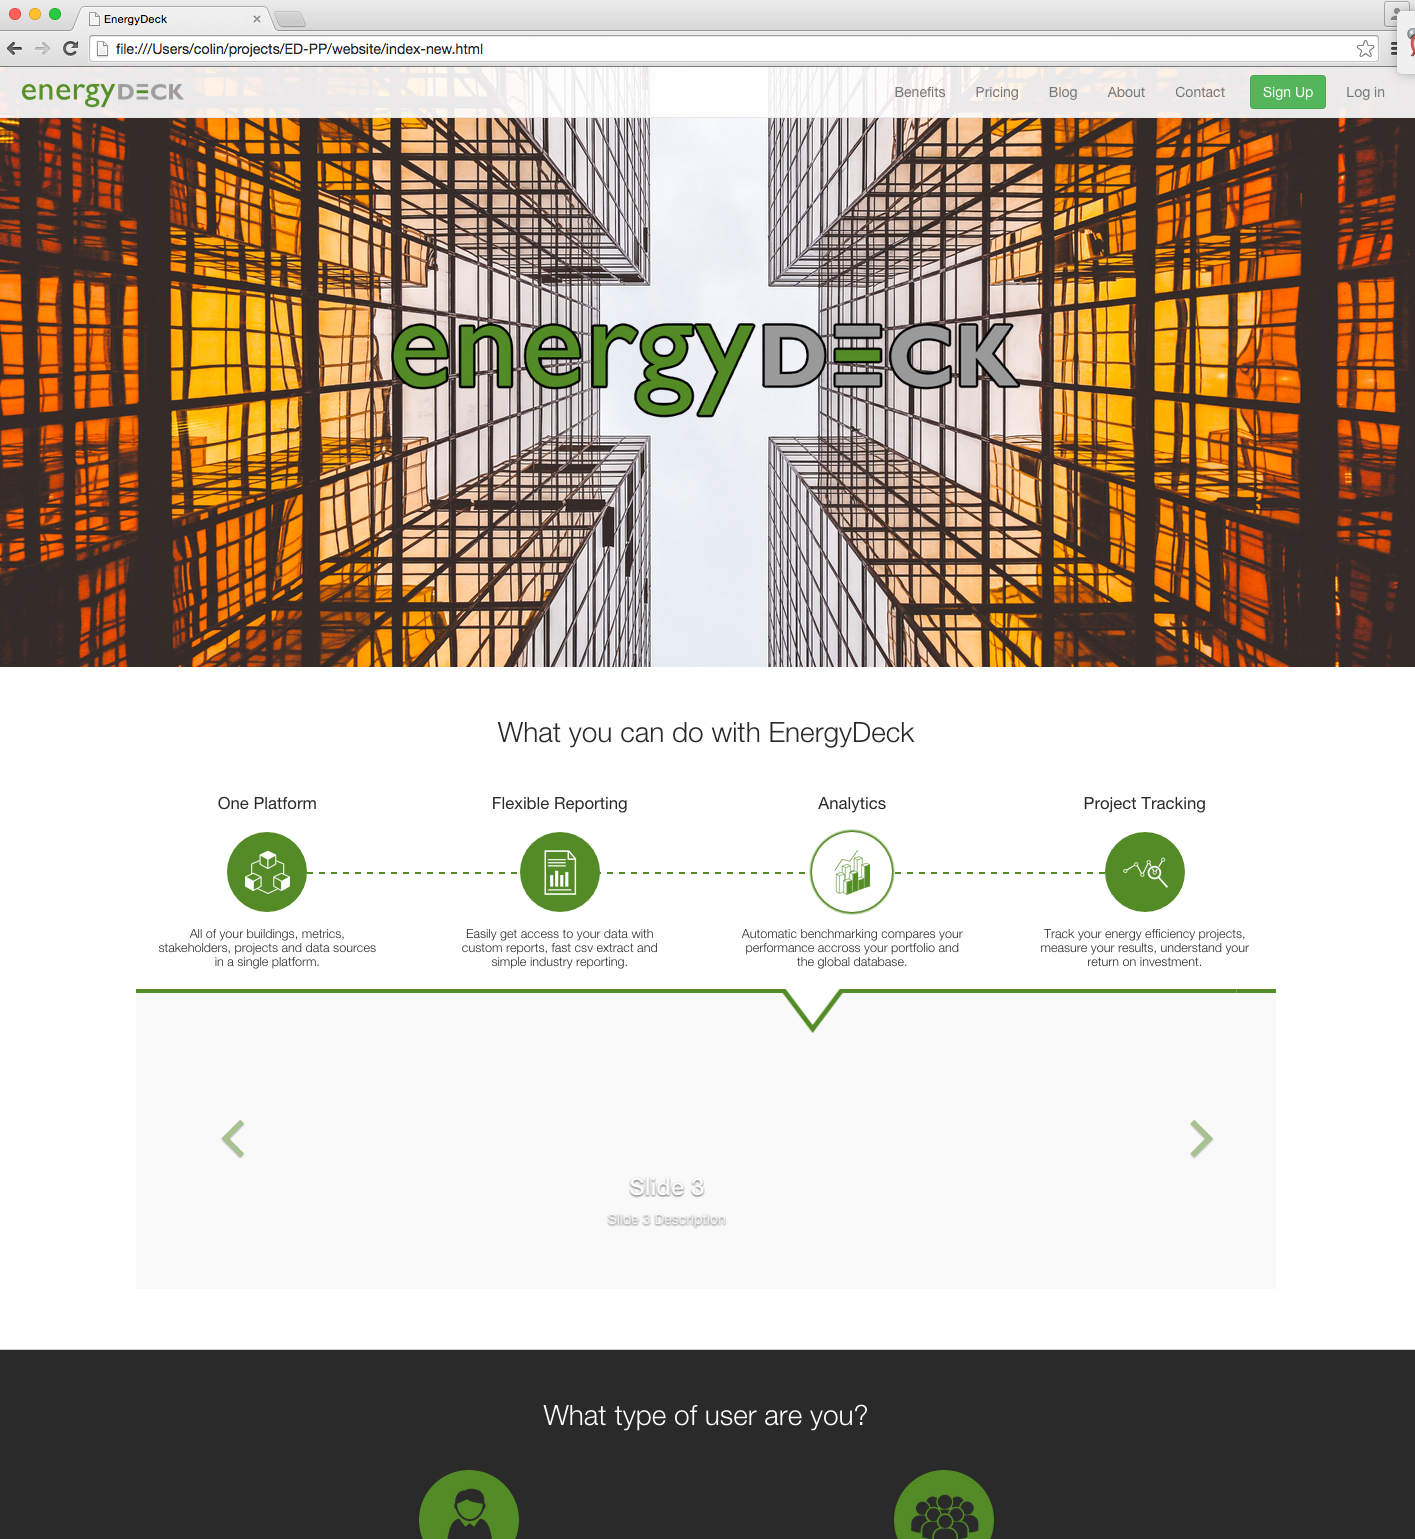 EnergyDeck
file:///Users/colin/projects/ED-PP/website/index-new.html
energyDECK
Benefits
Pricing
Blog
About
Contact
Sign Up
Log in
energyDECK
What you can do with EnergyDeck
One Platform
All of your buildings, metrics,
stakeholders, projects and data sources
in a single platform.
Flexible Reporting
Easily get access to your data with
custom reports, fast csv extract and
simple industry reporting.
Analytics
Automatic benchmarking compares your
performance accross your portfolio and
the global database.
Project Tracking
Track your energy efficiency projects,
measure your results, understand your
return on investment.
Slide 3
Slide 3 Description
What type of user are you?